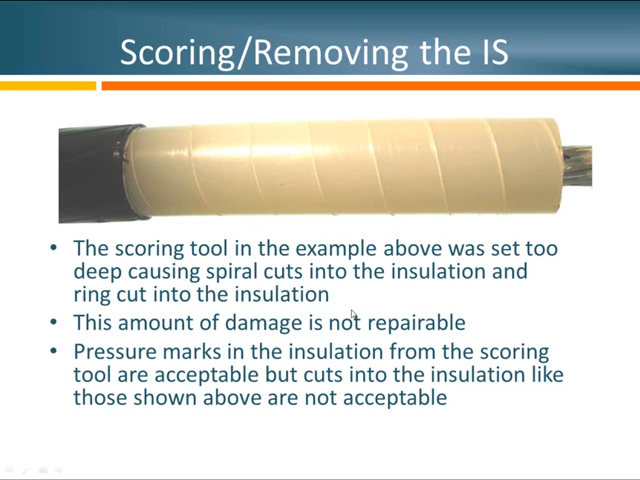 Scoring/Removing the IS
• The scoring tool in the example above was set too
deep causing spiral cuts into the insulation and
ring cut into the insulation
• This amount of damage is not repairable
• Pressure marks in the insulation from the scoring
tool are acceptable but cuts into the insulation like
those shown above are not acceptable